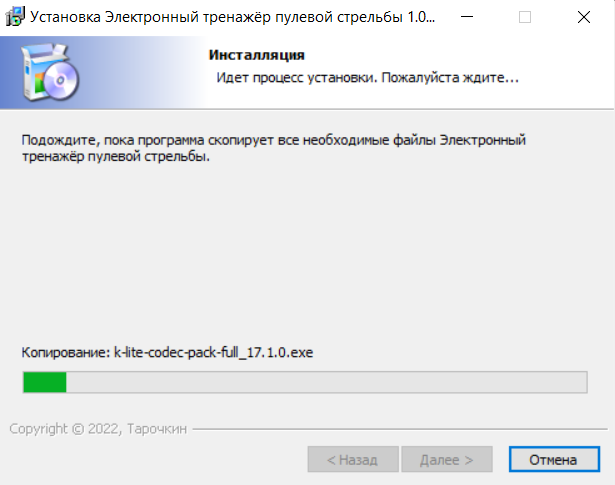 Установка Электронный тренажёр пулевой стрельбы 1.0...
Инсталляция
Идет процесс установки. Пожалуйста ждите...
Подождите, пока программа скопирует все необходимые файлы Электронный
тренажёр пулевой стрельбы.
Копирование: k-lite-codec-pack-full_17.1.0.exe
Copyright © 2022, Тарочкин
< Назад
Далее >
Отмена